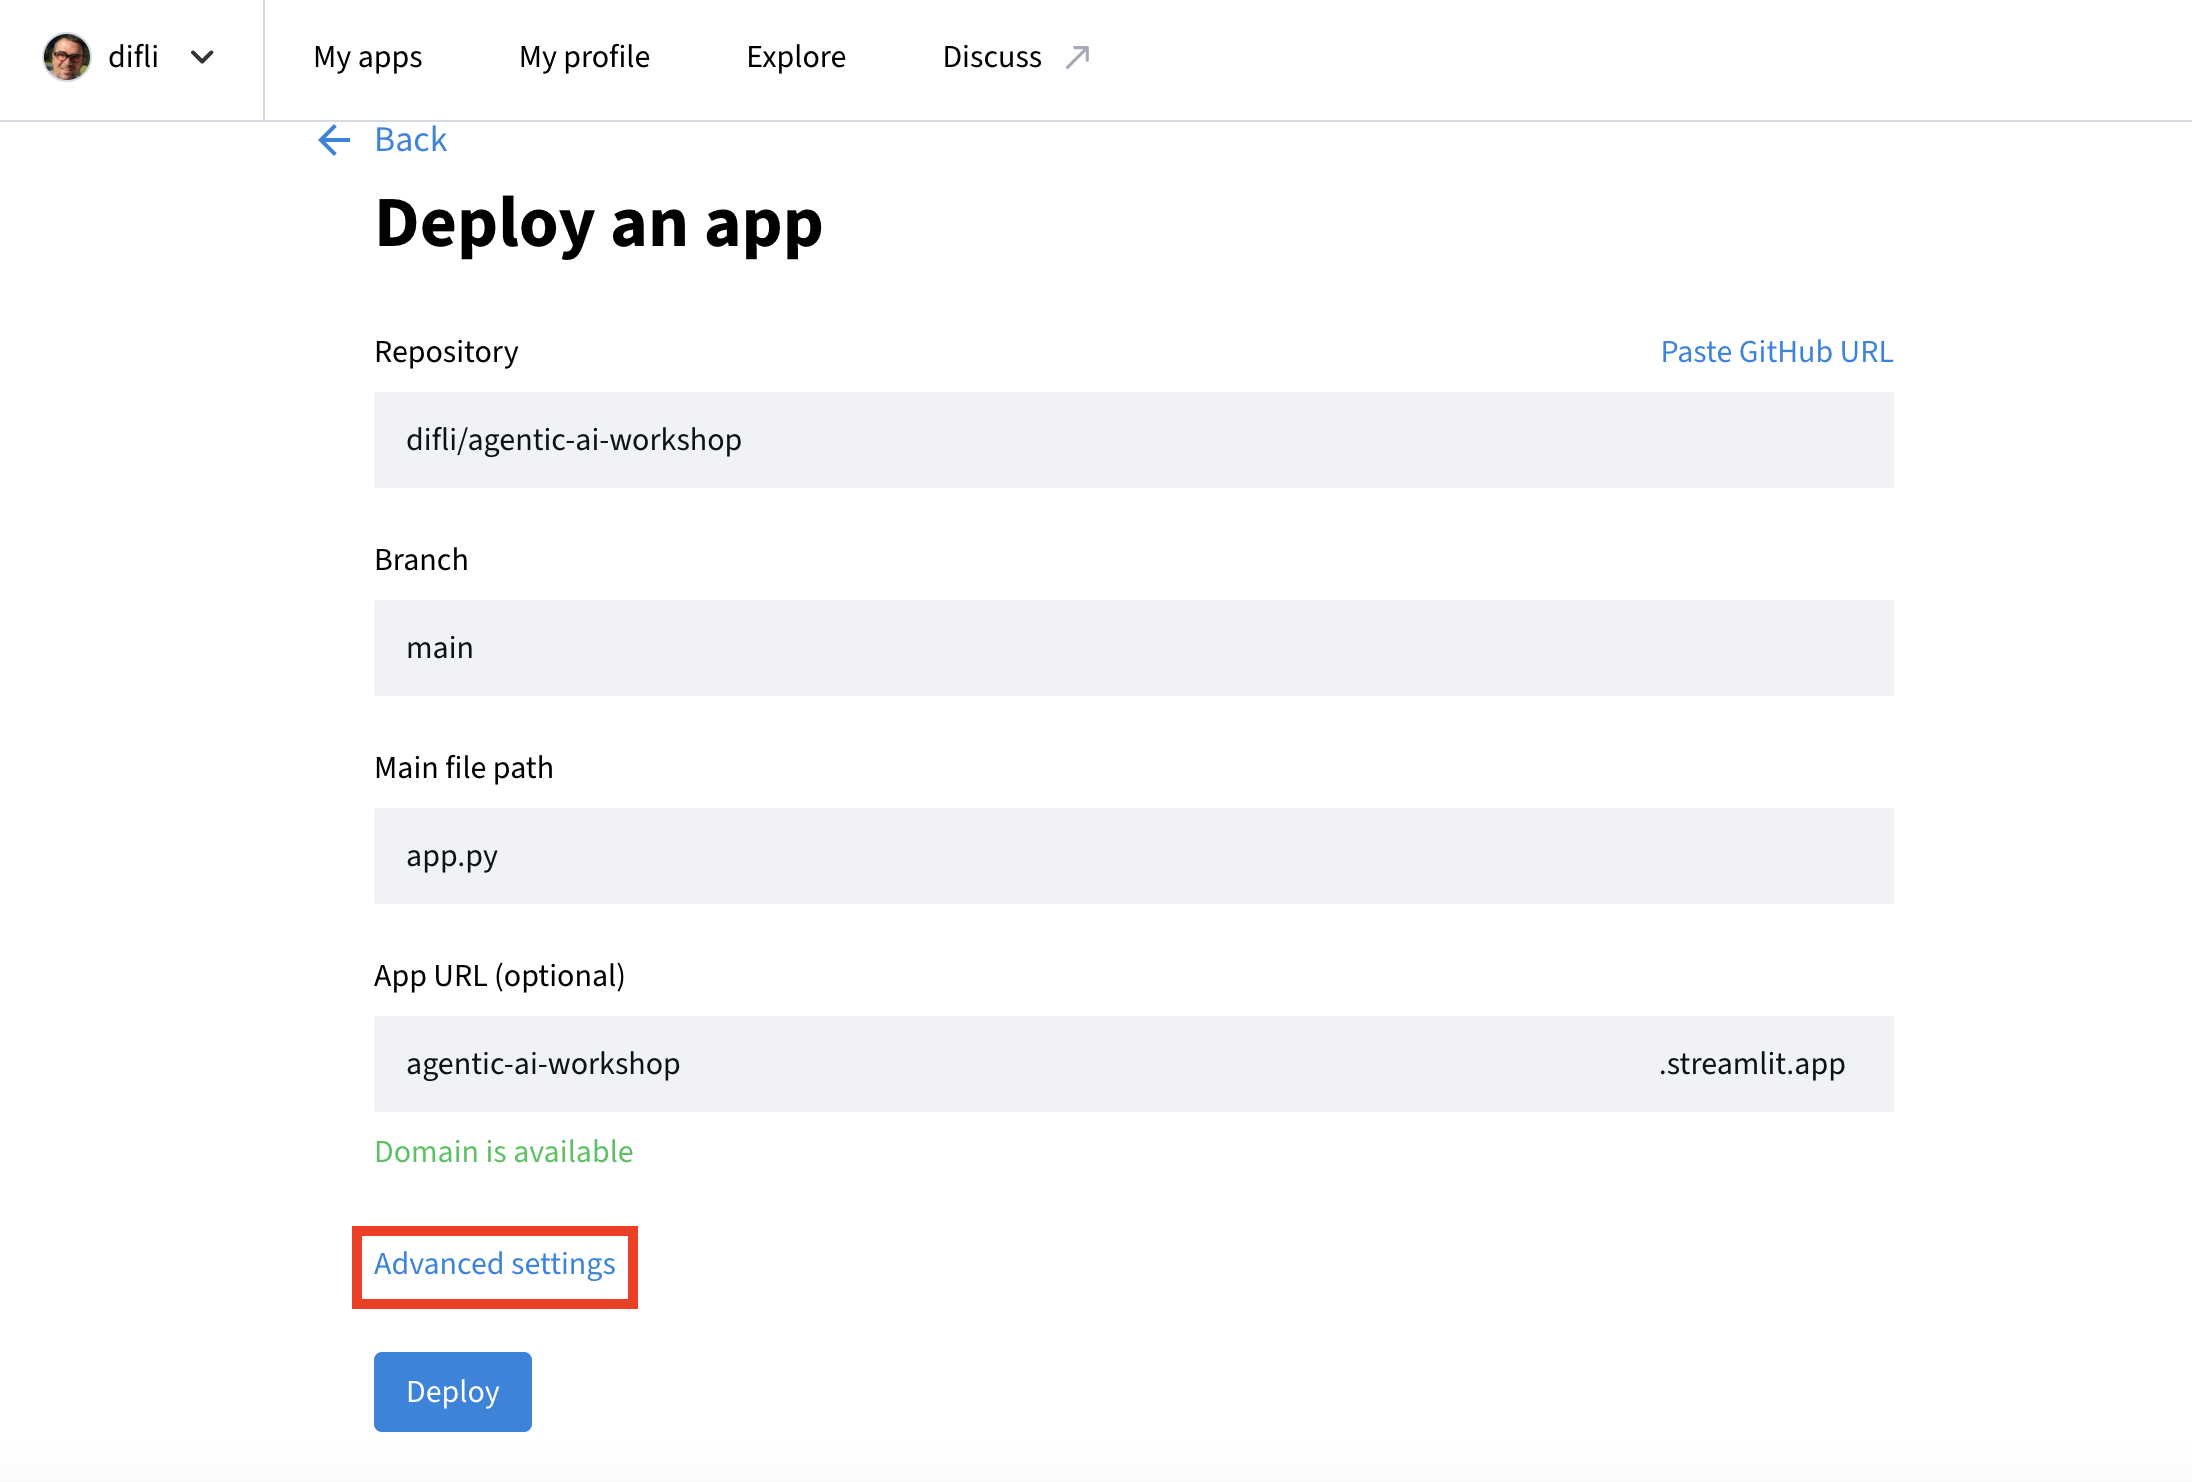 difli
My apps
My profile
Explore
Discuss
Back
Deploy an app
Repository
Paste GitHub URL
difli/agentic-ai-workshop
Branch
main
Main file path
app.py
App URL (optional)
agentic-ai-workshop
.streamlit.app
Domain is available
Advanced settings
Deploy